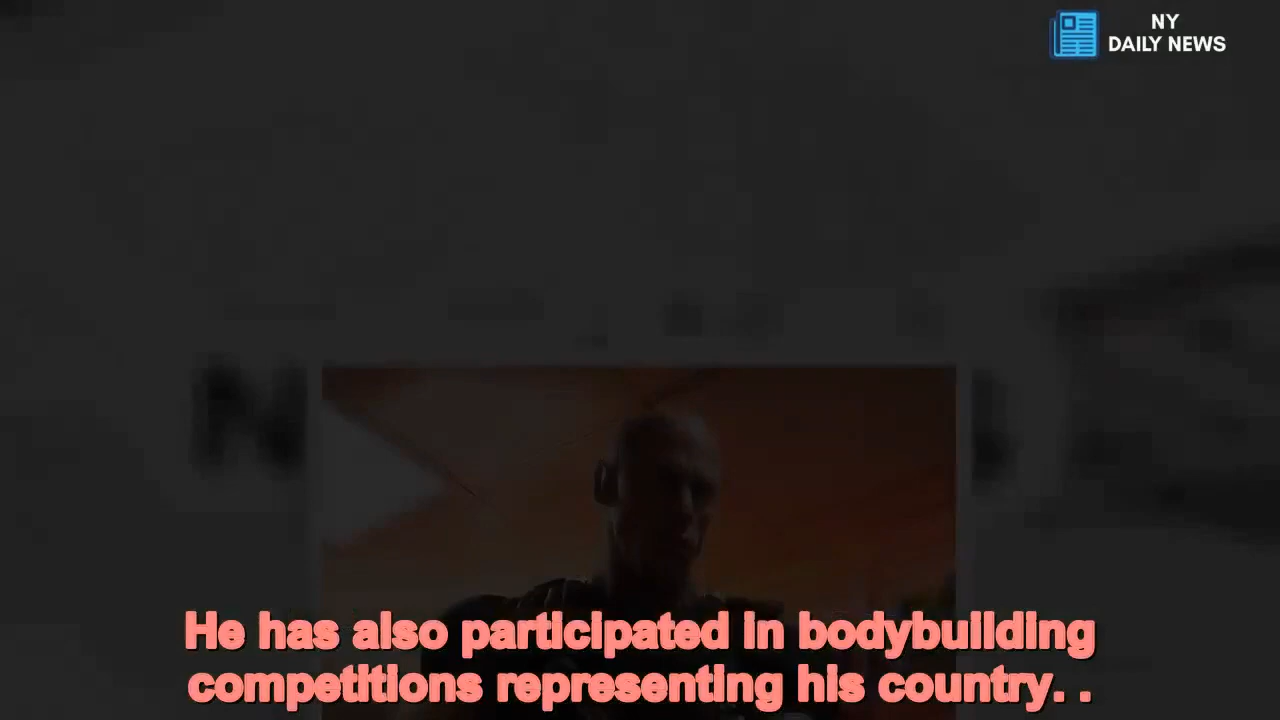 NY
DAILY NEWS
He has also participated in bodybuilding
competitions representing his country. .